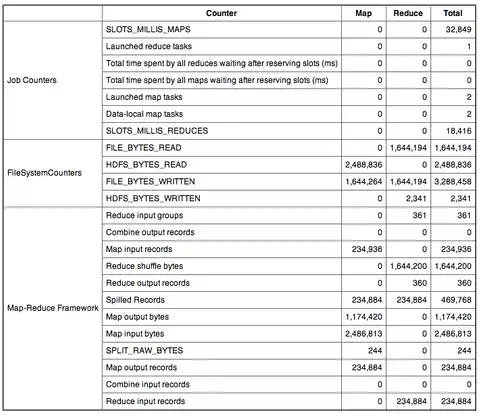 Counter Map Reduce Total
Job Counters
SLOTS_MILLIS_MAPS 0 0 32,849
Launched reduce tasks 0 0 1
Total time spent by all reduces waiting after reserving slots (ms) 0 0 0
Total time spent by all maps waiting after reserving slots (ms) 0 0 0
Launched map tasks 0 0 2
Data-local map tasks 0 0 2
SLOTS_MILLIS_REDUCES 0 0 18,416
FileSystemCounters
FILE_BYTES_READ 0 1,644,194 1,644,194
HDFS_BYTES_READ 2,488,836 0 2,488,836
FILE_BYTES_WRITTEN 1,644,264 1,644,194 3,288,458
HDFS_BYTES_WRITTEN 0 2,341 2,341
Map-Reduce Framework
Reduce input groups 0 361 361
Combine output records 0 0 0
Map input records 234,936 0 234,936
Reduce shuffle bytes 0 1,644,200 1,644,200
Reduce output records 0 360 360
Spilled Records 234,884 234,884 469,768
Map output bytes 1,174,420 0 1,174,420
Map input bytes 2,486,813 0 2,486,813
SPLIT_RAW_BYTES 244 0 244
Map output records 234,884 0 234,884
Combine input records 0 0 0
Reduce input records 0 234,884 234,884